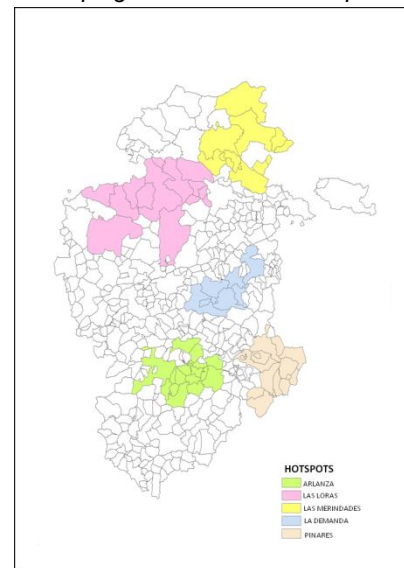 HOTSPOTS
ARLANZA
LAS LORAS
LAS MERINDADES
LA DEMANDA
PINARES